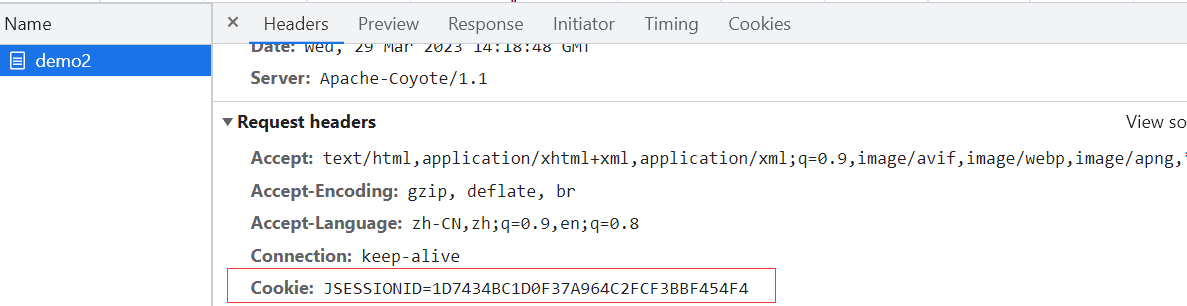 Name
Headers Preview Response Initiator Timing Cookies
demo2
Date: Wed, 29 Mar 2023 14:18:48 GMT
Server: Apache-Coyote/1.1
Request headers View so
Accept: text/html,application/xhtml+xml,application/xml;q=0.9,image/avif,image/webp,image/apng,*
Accept-Encoding: gzip, deflate, br
Accept-Language: zh-CN,zh;q=0.9,en;q=0.8
Connection: keep-alive
Cookie: JSESSIONID=1D7434BC1D0F37A964C2FCF3BBF454F4